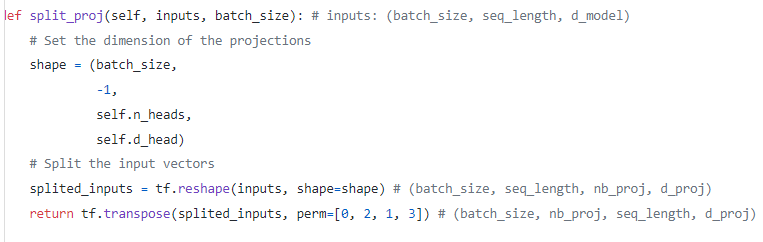 def split_proj(self, inputs, batch_size): # inputs: (batch_size, seq_length, d_model)
# Set the dimension of the projections
shape = (batch_size,
-1,
self.n_heads,
self.d_head)
# Split the input vectors
splited_inputs = tf.reshape(inputs, shape=shape) # (batch_size, seq_length, nb_proj, d_proj)
return tf.transpose(splited_inputs, perm=[0, 2, 1, 3]) # (batch_size, nb_proj, seq_length, d_proj)